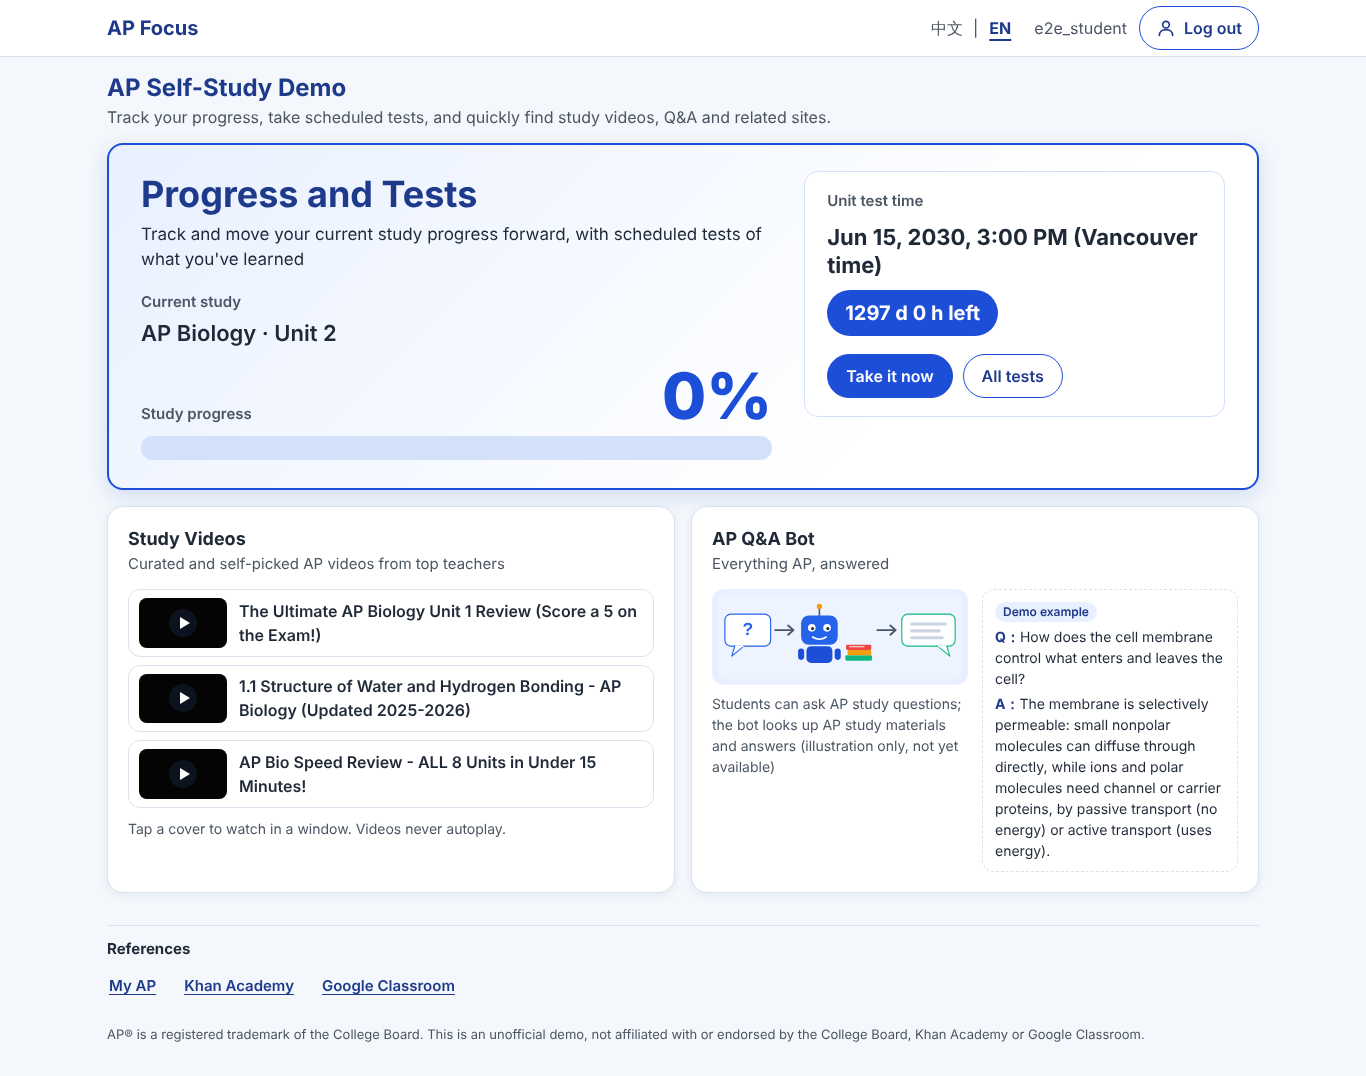 AP Focus
中文 | EN e2e_student Log out
AP Self-Study Demo
Track your progress, take scheduled tests, and quickly find study videos, Q&A and related sites.
Progress and Tests
Track and move your current study progress forward, with scheduled tests of
what you've learned
Current study
AP Biology · Unit 2
Study progress
0%
Unit test time
Jun 15, 2030, 3:00 PM (Vancouver
time)
1297 d 0 h left
Take it now
All tests
Study Videos
Curated and self-picked AP videos from top teachers
The Ultimate AP Biology Unit 1 Review (Score a 5 on
the Exam!)
1.1 Structure of Water and Hydrogen Bonding - AP
Biology (Updated 2025-2026)
AP Bio Speed Review - ALL 8 Units in Under 15
Minutes!
Tap a cover to watch in a window. Videos never autoplay.
AP Q&A Bot
Everything AP, answered
?
Students can ask AP study questions;
the bot looks up AP study materials
and answers (illustration only, not yet
available)
Demo example
Q：How does the cell membrane
control what enters and leaves the
cell?
A：The membrane is selectively
permeable: small nonpolar
molecules can diffuse through
directly, while ions and polar
molecules need channel or carrier
proteins, by passive transport (no
energy) or active transport (uses
energy).
References
My AP
Khan Academy
Google Classroom
AP® is a registered trademark of the College Board. This is an unofficial demo, not affiliated with or endorsed by the College Board, Khan Academy or Google Classroom.